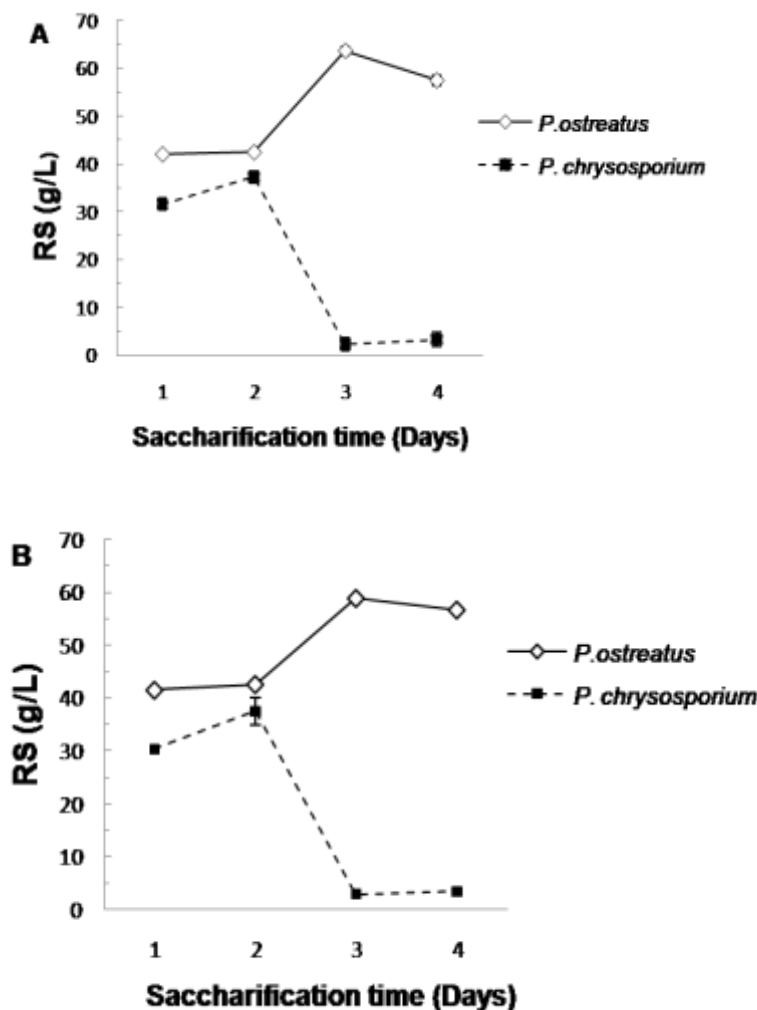 A
70
60
50
40
30
20
10
0
RS (g/L)
1 2 3 4
Saccharification time (Days)
P.ostreatus
P. chrysosporium
B
70
60
50
40
30
20
10
0
RS (g/L)
1 2 3 4
Saccharification time (Days)
P.ostreatus
P. chrysosporium